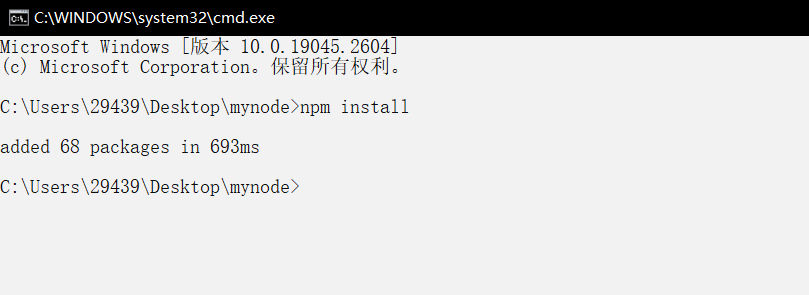 C:\WINDOWS\system32\cmd.exe
Microsoft Windows [版本 10.0.19045.2604]
(c) Microsoft Corporation。保留所有权利。
C:\Users\29439\Desktop\mynode>npm install
added 68 packages in 693ms
C:\Users\29439\Desktop\mynode>